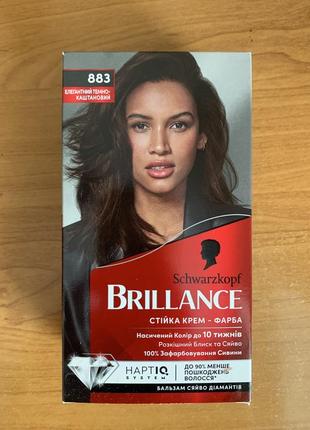 883
ЕЛЕГАНТНИЙ ТЕМНО-
КАШТАНОВИЙ
Schwarzkopf
BRILLANCE
СТІЙКА КРЕМ - ФАРБА
Насичений Колір до 10 тижнів
Розкішний Блиск та Сяйво
100% Зафарбовування Сивини
HAPTIQ
SYSTEM
ДО 90% МЕНШЕ
ПОШКОДЖЕНЬ
ВОЛОССЯ*
БАЛЬЗАМ СЯЙВО ДІАМАНТІВ